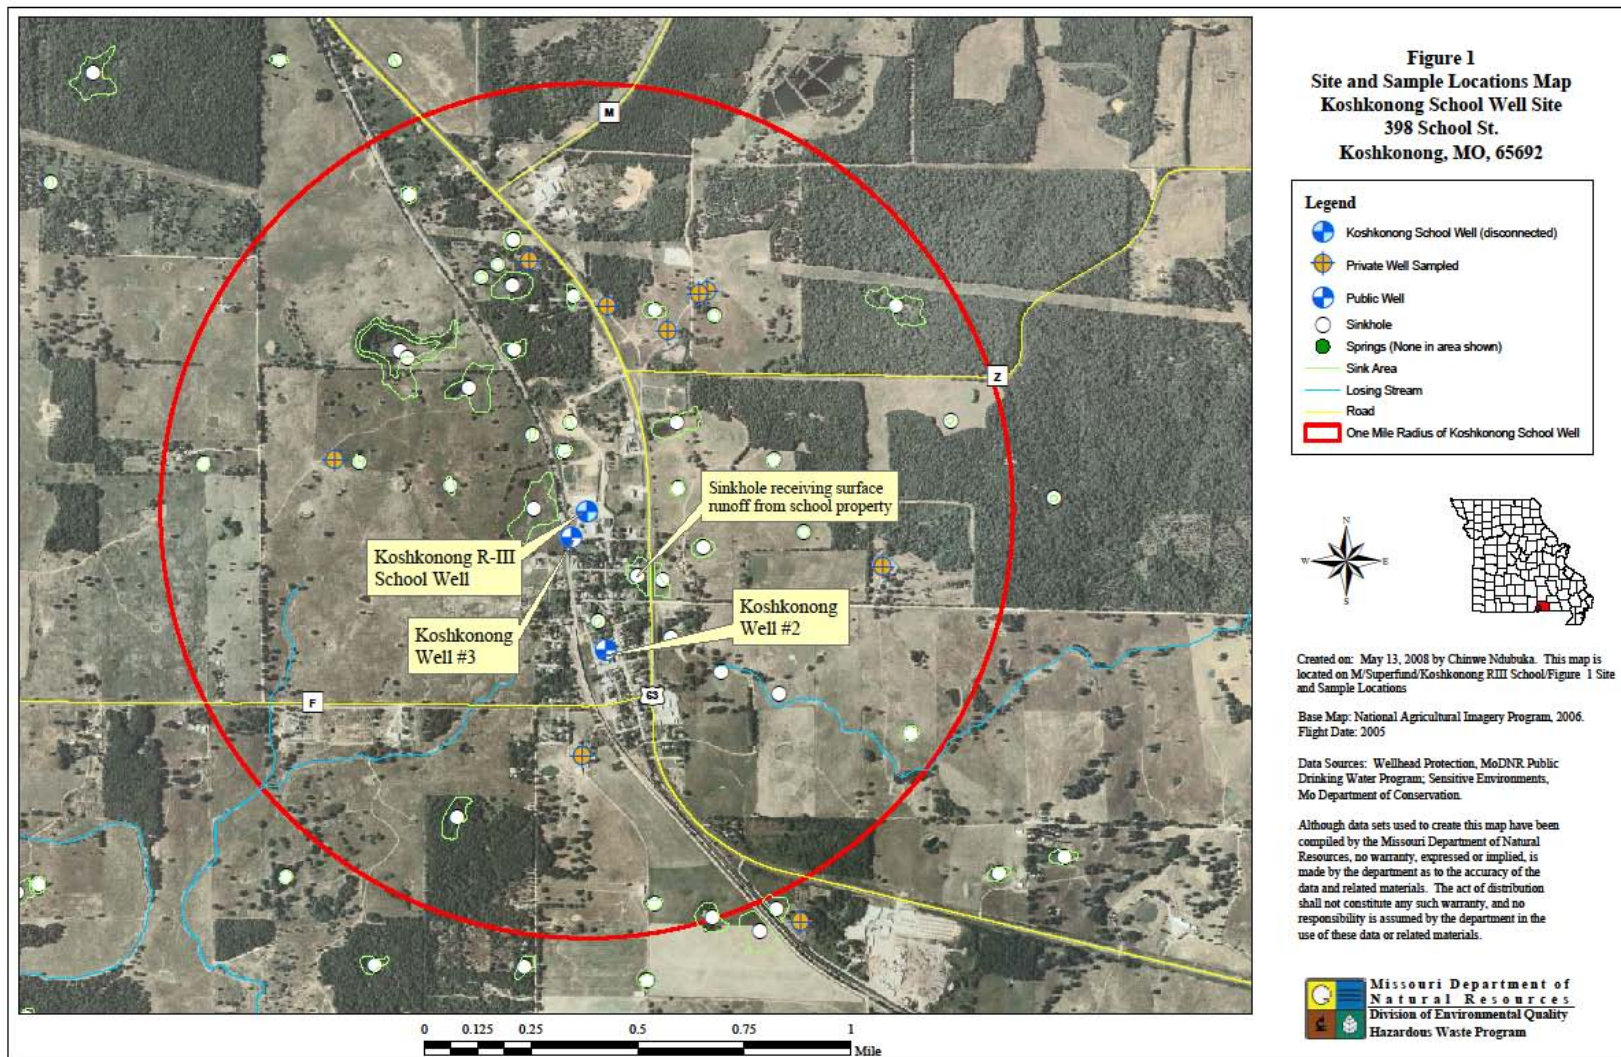 Figure 1
Site and Sample Locations Map
Koshkonong School Well Site
398 School St.
Koshkonong, MO, 65692
Legend
Koshkonong School Well (disconnected)
Private Well Sampled
Public Well
Sinkhole
Springs (None in area shown)
Sink Area
Losing Stream
Road
One Mile Radius of Koshkonong School Well
M
Z
Sinkhole receiving surface
runoff from school property
Koshkonong R-III
School Well
Koshkonong
Well #2
Koshkonong
Well #3
63
F
N
W
E
S
Created on: May 13, 2008 by Chinwe Ndubuka. This map is
located on M/Superfund/Koshkonong RIII School/Figure 1 Site
and Sample Locations
Base Map: National Agricultural Imagery Program, 2006.
Flight Date: 2005
Data Sources: Wellhead Protection, MoDNR Public
Drinking Water Program; Sensitive Environments,
Mo Department of Conservation.
Although data sets used to create this map have been
compiled by the Missouri Department of Natural
Resources, no warranty, expressed or implied, is
made by the department as to the accuracy of the
data and related materials. The act of distribution
shall not constitute any such warranty, and no
responsibility is assumed by the department in the
use of these data or related materials.
Missouri Department of
Natural Resources
Division of Environmental Quality
Hazardous Waste Program
0 0.125 0.25 0.5 0.75 1
Mile